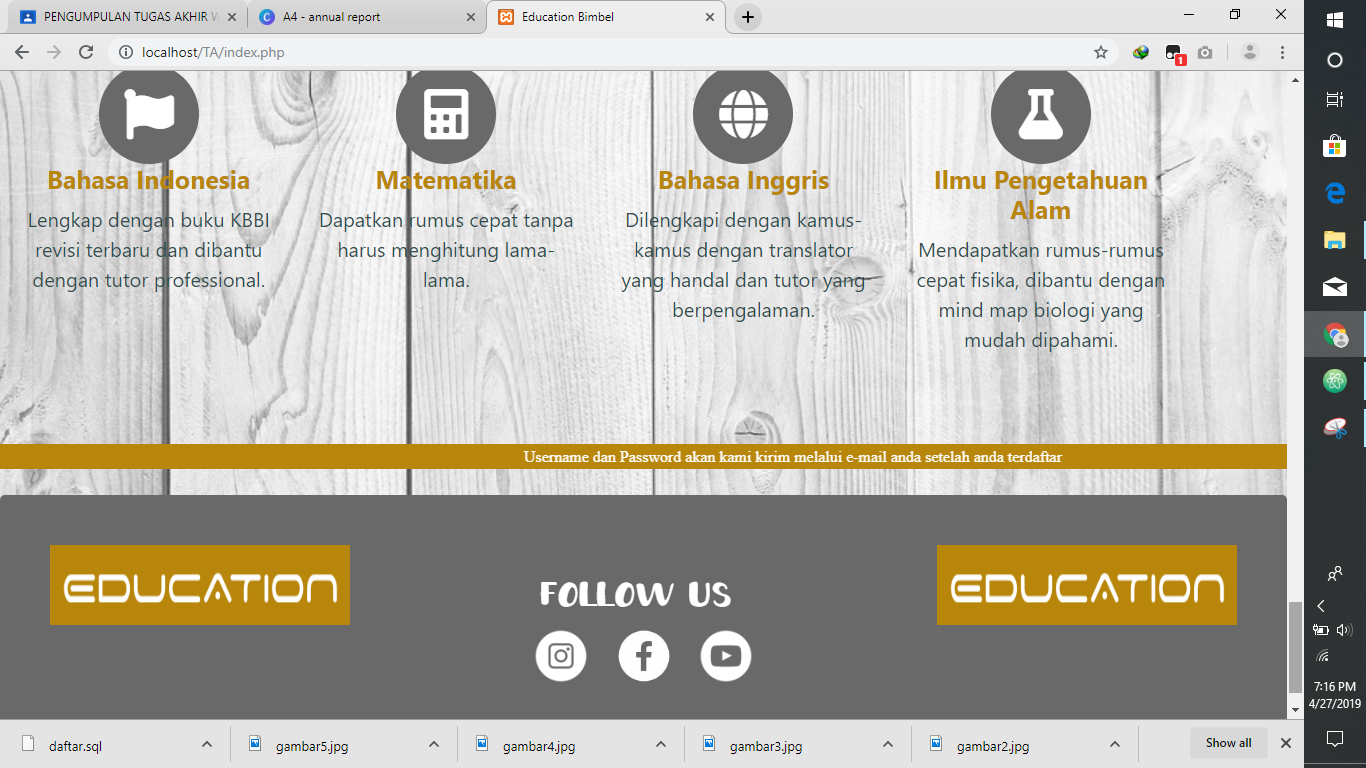 PENGUMPULAN TUGAS AKHIR W
A4 - annual report
Education Bimbel
localhost/TA/index.php
1
Bahasa Indonesia
Lengkap dengan buku KBBI
revisi terbaru dan dibantu
dengan tutor professional.
Matematika
Dapatkan rumus cepat tanpa
harus menghitung lama-
lama.
Bahasa Inggris
Dilengkapi dengan kamus-
kamus dengan translator
yang handal dan tutor yang
berpengalaman.
Ilmu Pengetahuan
Alam
Mendapatkan rumus-rumus
cepat fisika, dibantu dengan
mind map biologi yang
mudah dipahami.
Username dan Password akan kami kirim melalui e-mail anda setelah anda terdaftar
EDUCATION
FOLLOW US
EDUCATION
7:16 PM
4/27/2019
daftar.sql
gambar5.jpg
gambar4.jpg
gambar3.jpg
gambar2.jpg
Show all